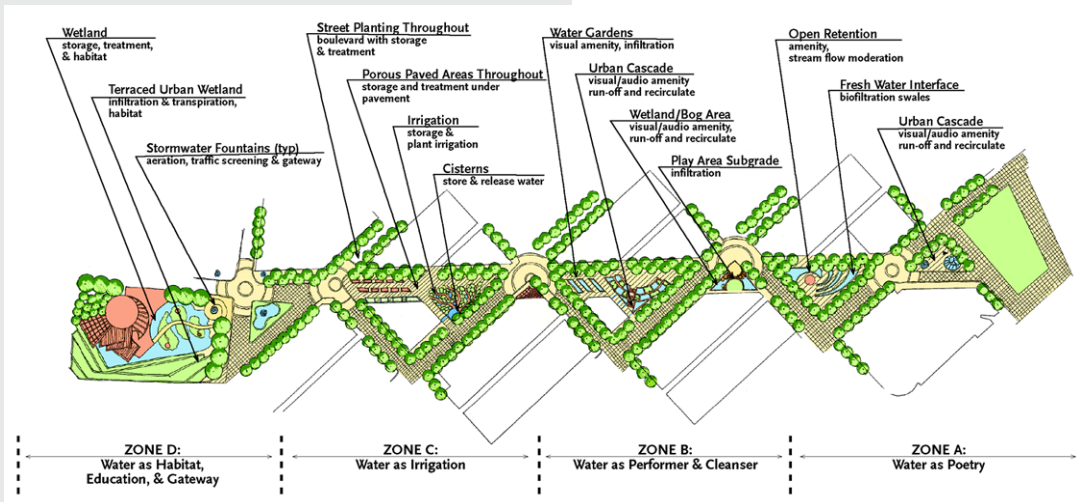 Wetland
storage, treatment,
& habitat
Terraced Urban Wetland
infiltration & transpiration,
habitat
Stormwater Fountains (typ)
aeration, traffic screening & gateway
Street Planting Throughout
boulevard with storage
& treatment
Porous Paved Areas Throughout
storage and treatment under
pavement
Irrigation
storage &
plant irrigation
Cisterns
store & release water
Water Gardens
visual amenity, infiltration
Urban Cascade
visual/audio amenity
run-off and recirculate
Wetland/Bog Area
visual/audio amenity,
run-off and recirculate
Play Area Subgrade
infiltration
Open Retention
amenity,
stream flow moderation
Fresh Water Interface
biofiltration swales
Urban Cascade
visual/audio amenity
run-off and recirculate
ZONE D:
Water as Habitat,
Education, & Gateway
ZONE C:
Water as Irrigation
ZONE B:
Water as Performer & Cleanser
ZONE A:
Water as Poetry